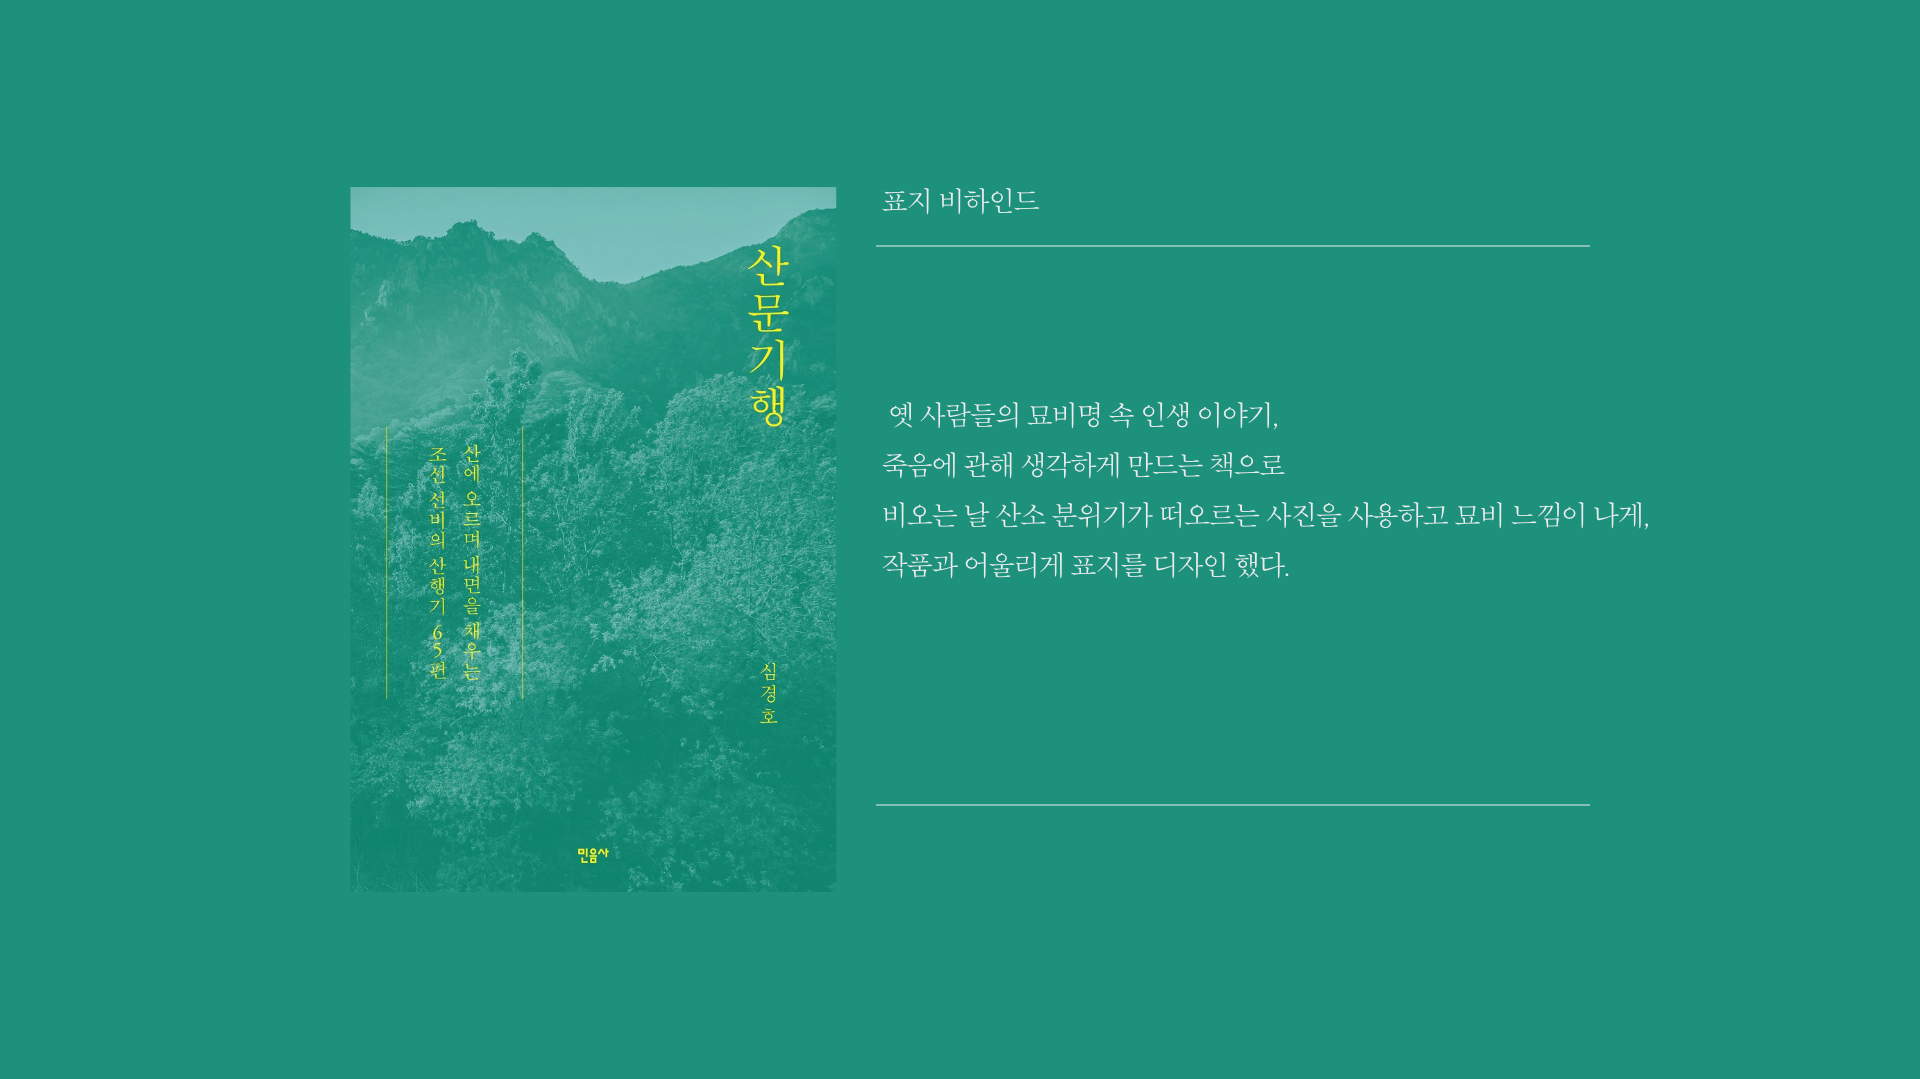 산문기행
산에 오르며 내면을 채우는
조선 선비의 산행기 65편
심경호
민음사
표지 비하인드
옛 사람들의 묘비명 속 인생 이야기,
죽음에 관해 생각하게 만드는 책으로
비오는 날 산소 분위기가 떠오르는 사진을 사용하고 묘비 느낌이 나게,
작품과 어울리게 표지를 디자인 했다.